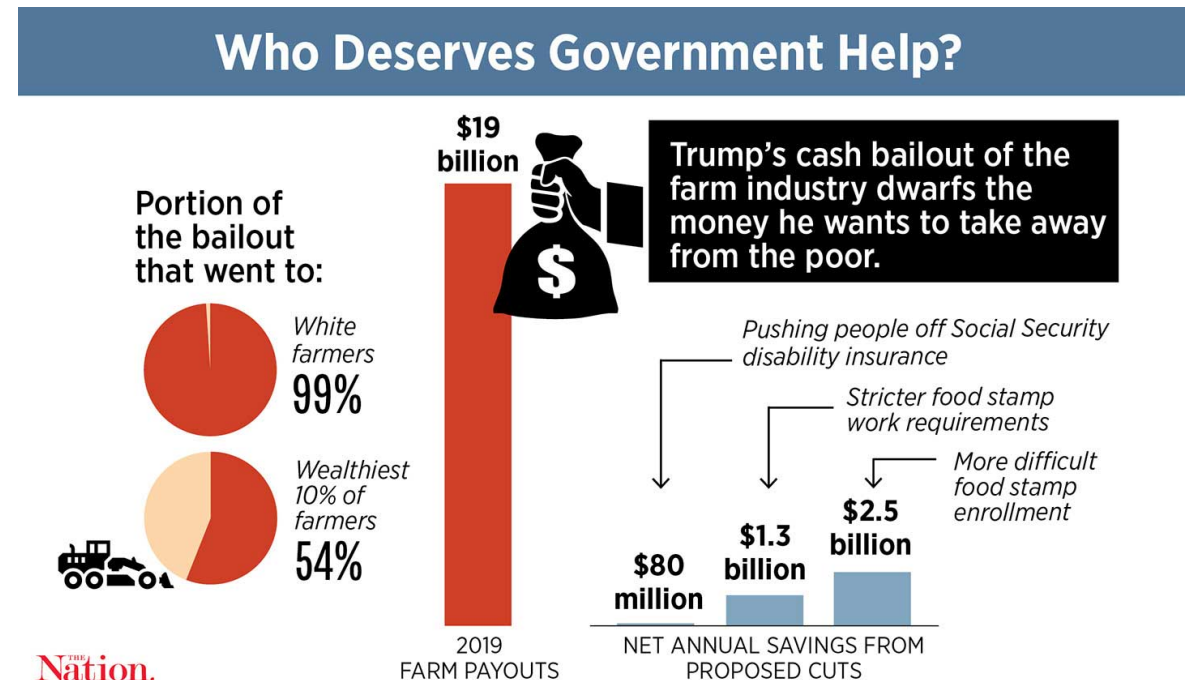 Who Deserves Government Help?
Portion of
the bailout
that went to:
White
farmers
99%
Wealthiest
10% of
farmers
54%
$19
billion
$
2019
FARM PAYOUTS
Trump’s cash bailout of the
farm industry dwarfs the
money he wants to take away
from the poor.
Pushing people off Social Security
disability insurance
Stricter food stamp
work requirements
More difficult
food stamp
enrollment
$80
million
$1.3
billion
$2.5
billion
NET ANNUAL SAVINGS FROM
PROPOSED CUTS
THE
Nation.